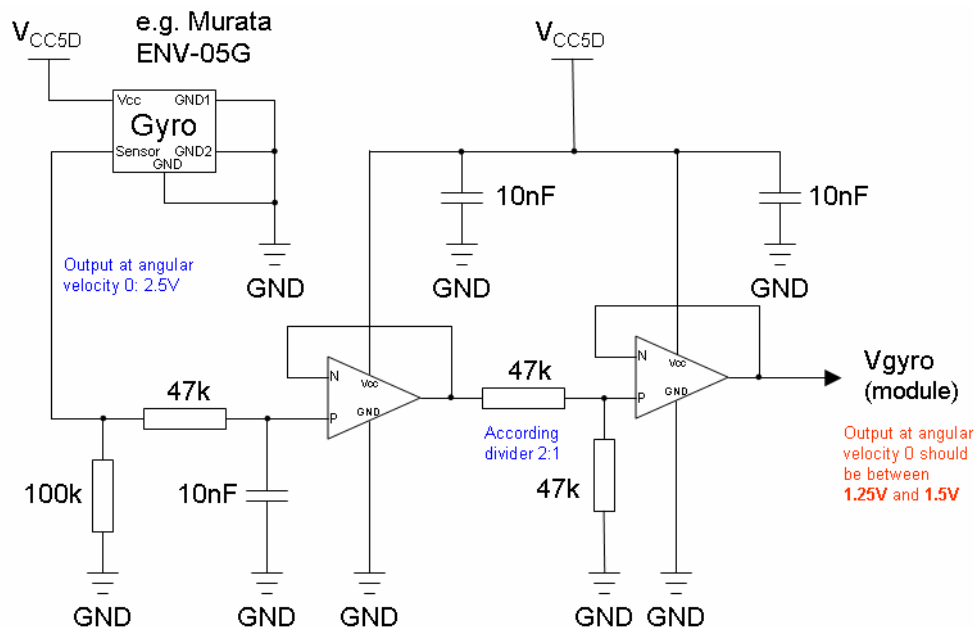 V_CC5D
e.g. Murata
ENV-05G
V_CC5D
Vcc GND1
Gyro
Sensor GND2
GND
10nF
10nF
Output at angular
velocity 0: 2.5V
GND
GND
GND
N
Vcc
P
GND
N
Vcc
P
GND
Vgyro
(module)
47k
47k
According
divider 2:1
Output at angular
velocity 0 should
be between
1.25V and 1.5V
100k
10nF
47k
GND
GND
GND
GND
GND